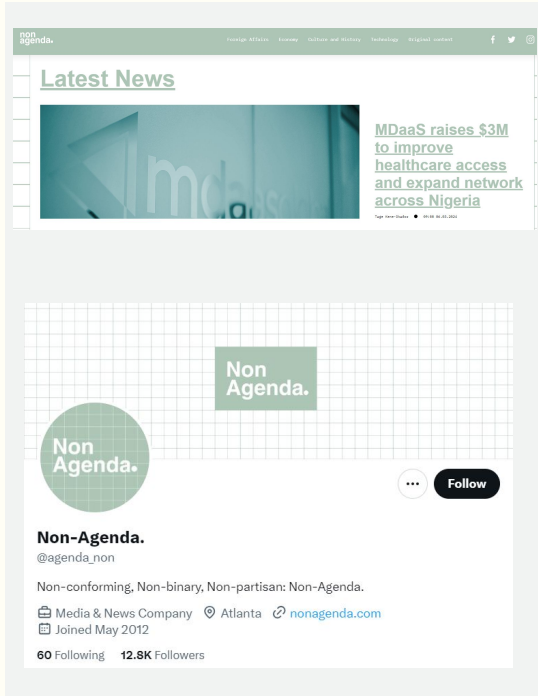 non
agenda.
Foreign Affairs Economy Culture and History Technology Original content
Latest News
mdaas
MDaaS raises $3M
to improve
healthcare access
and expand network
across Nigeria
Non
Agenda.
Non
Agenda.
Follow
Non-Agenda.
@agenda_non
Non-conforming, Non-binary, Non-partisan: Non-Agenda.
Media & News Company Atlanta nonagenda.com
Joined May 2012
60 Following 12.8K Followers